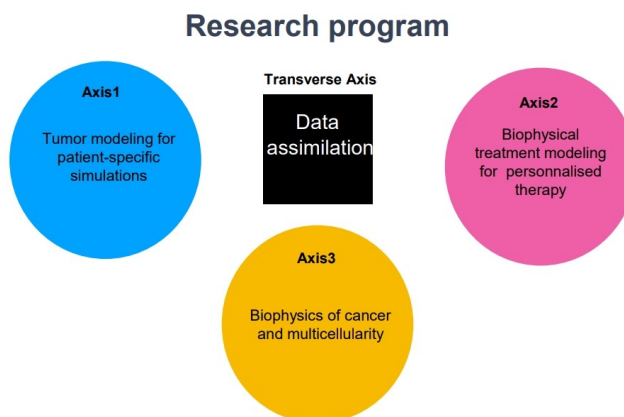 Research program
Axis1
Tumor modeling for
patient-specific
simulations
Transverse Axis
Data
assimilation
Axis2
Biophysical
treatment modeling
for personnalised
therapy
Axis3
Biophysics of cancer
and multicellularity